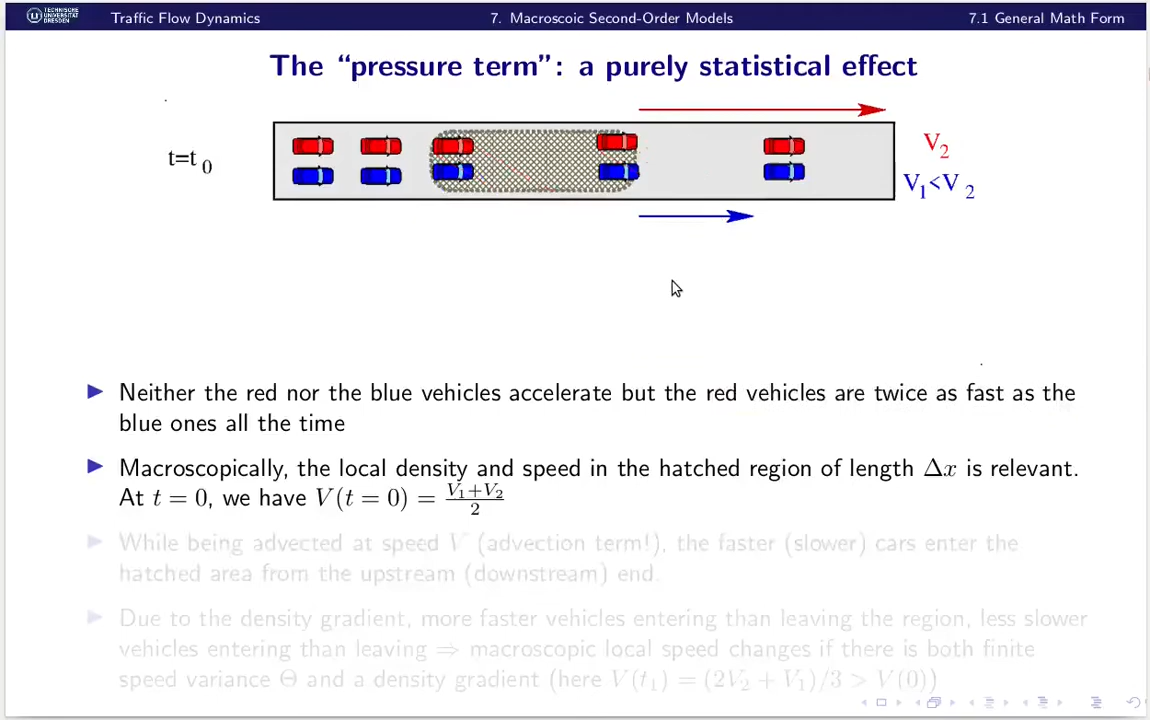 TECHNISCHE UNIVERSITÄT DRESDEN
Traffic Flow Dynamics 7. Macroscoic Second-Order Models 7.1 General Math Form
The “pressure term”: a purely statistical effect
t=t0
V2
V1<V2
▶ Neither the red nor the blue vehicles accelerate but the red vehicles are twice as fast as the
blue ones all the time
▶ Macroscopically, the local density and speed in the hatched region of length Δx is relevant.
At t = 0, we have V(t = 0) = (V1+V2)/2
▶ While being advected at speed V (advection term!), the faster (slower) cars enter the
hatched area from the upstream (downstream) end.
▶ Due to the density gradient, more faster vehicles entering than leaving the region, less slower
vehicles entering than leaving ⇒ macroscopic local speed changes if there is both finite
speed variance Θ and a density gradient (here V(t1) = (2V2 + V1)/3 > V(0))